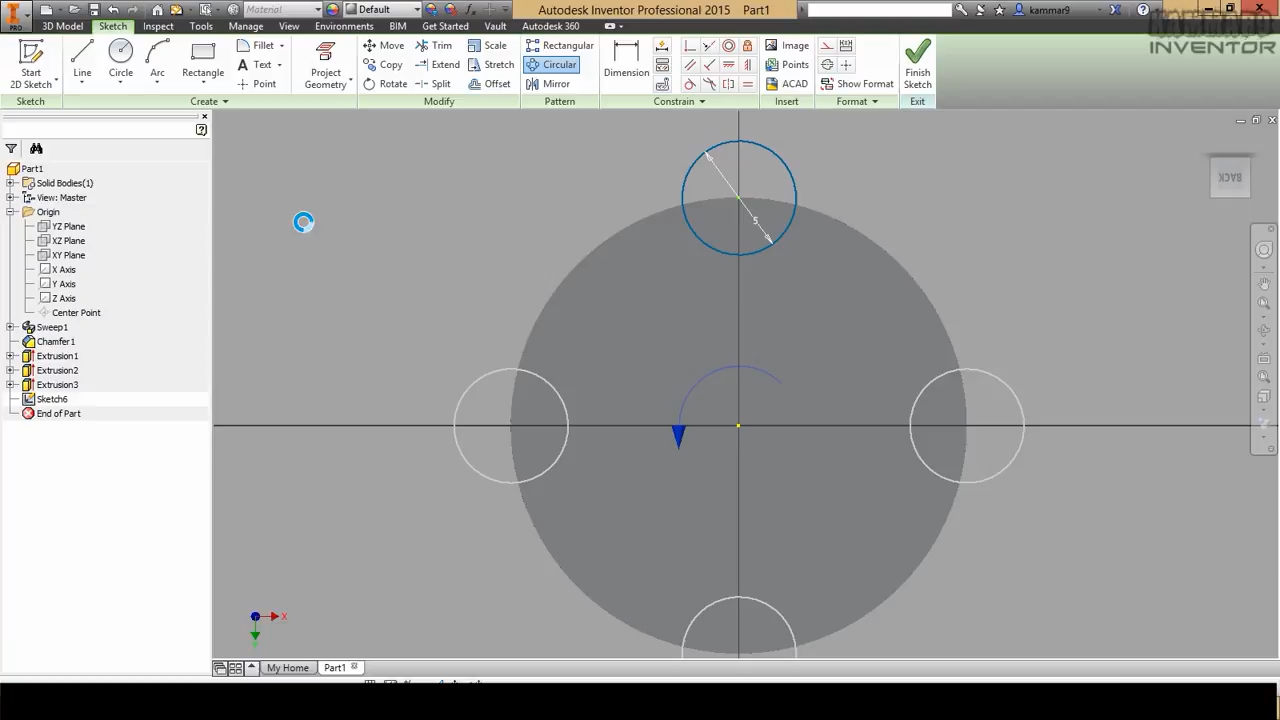 Material Default Autodesk Inventor Professional 2015 Part1 kammar9
PRO 3D Model Sketch Inspect Tools Manage View Environments BIM Get Started Vault Autodesk 360
INVENTOR
Start 2D Sketch Line Circle Arc Rectangle Fillet Text Point Project Geometry Move Copy Rotate Trim Extend Split Scale Stretch Offset Rectangular Circular Mirror Dimension Image Points ACAD Show Format Finish Sketch
Sketch Create Modify Pattern Constrain Insert Format Exit
Part1
Solid Bodies(1)
View: Master
Origin
YZ Plane
XZ Plane
XY Plane
X Axis
Y Axis
Z Axis
Center Point
Sweep1
Chamfer1
Extrusion1
Extrusion2
Extrusion3
Sketch6
End of Part
BACK
5
X
My Home Part1